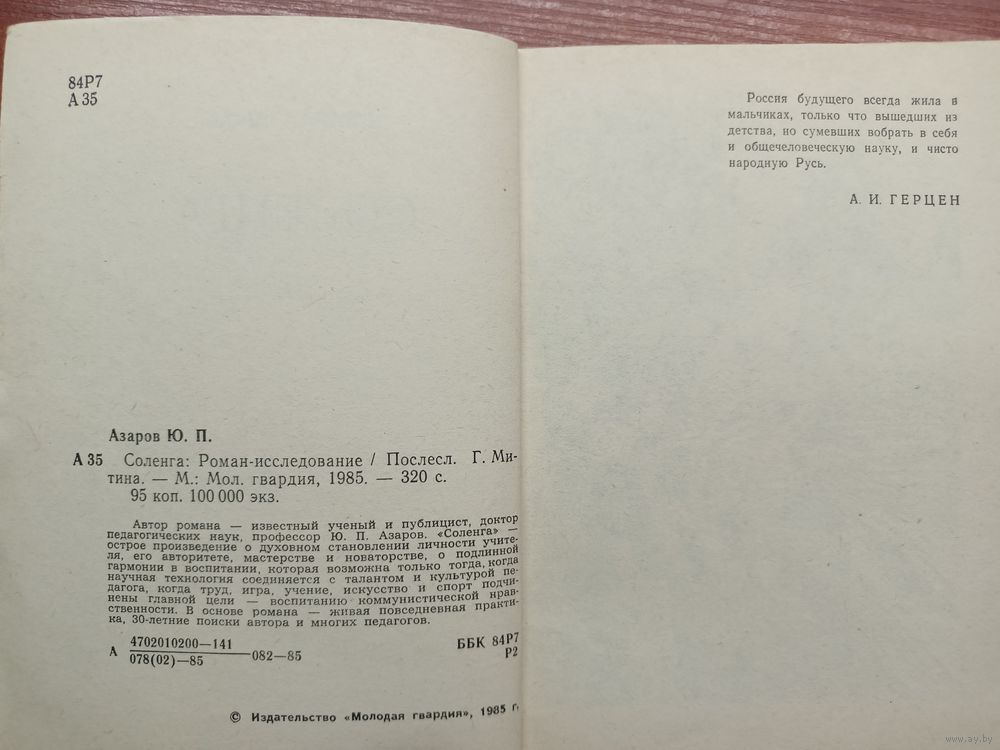 84Р7
А 35
Азаров Ю. П.
А 35 Соленга: Роман-исследование / Послесл. Г. Ми-
тина. — М.: Мол. гвардия, 1985. — 320 с.
95 коп. 100 000 экз.
Автор романа — известный ученый и публицист, доктор
педагогических наук, профессор Ю. П. Азаров. «Соленга» —
острое произведение о духовном становлении личности учите-
ля, его авторитете, мастерстве и новаторстве, о подлинной
гармонии в воспитании, которая возможна только тогда, когда
научная технология соединяется с талантом и культурой пе-
дагога, когда труд, игра, учение, искусство и спорт подчи-
нены главной цели — воспитанию коммунистической нрав-
ственности. В основе романа — живая повседневная практи-
ка, 30-летние поиски автора и многих педагогов.
А 4702010200—141
078(02)—85 082—85
ББК 84Р7
Р2
© Издательство «Молодая гвардия», 1985 г.
Россия будущего всегда жила в
мальчиках, только что вышедших из
детства, но сумевших вобрать в себя
и общечеловеческую науку, и чисто
народную Русь.
А. И. ГЕРЦЕН
www.ay.by